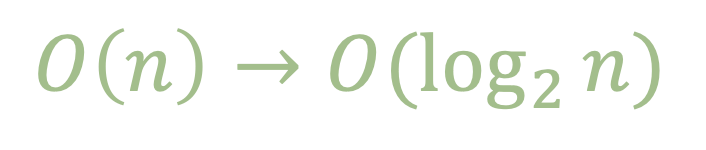 O(n) → O(log₂ n)